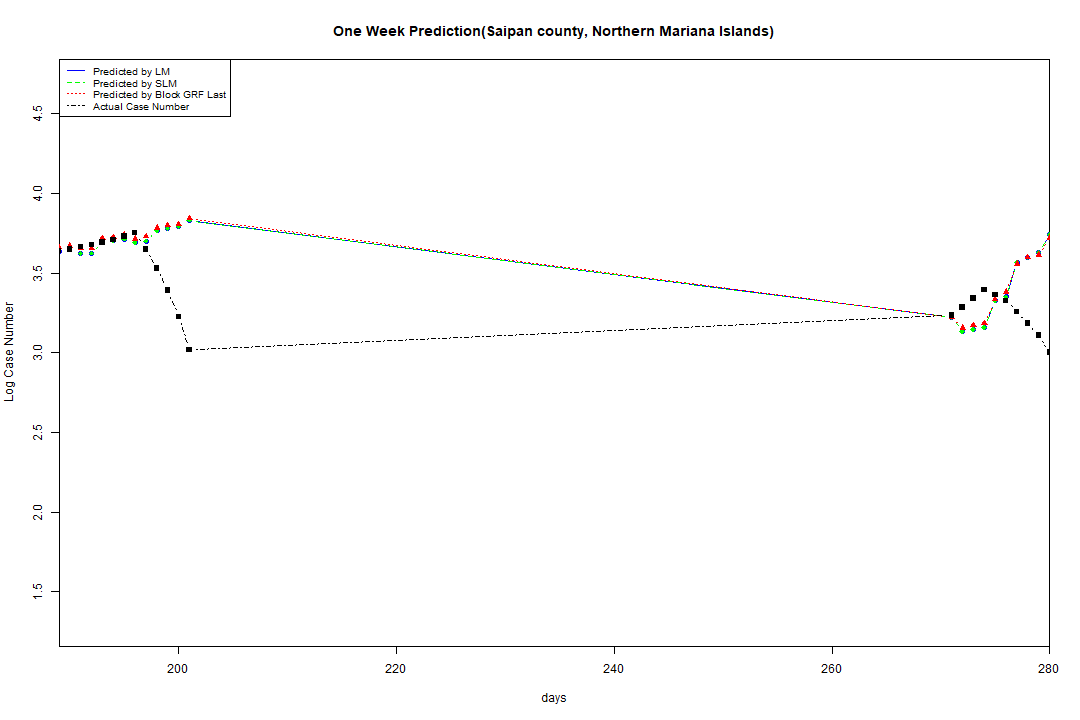 One Week Prediction(Saipan county, Northern Mariana Islands)
Predicted by LM
Predicted by SLM
Predicted by Block GRF Last
Actual Case Number
4.5
4.0
3.5
3.0
2.5
2.0
1.5
Log Case Number
200
220
240
260
280
days